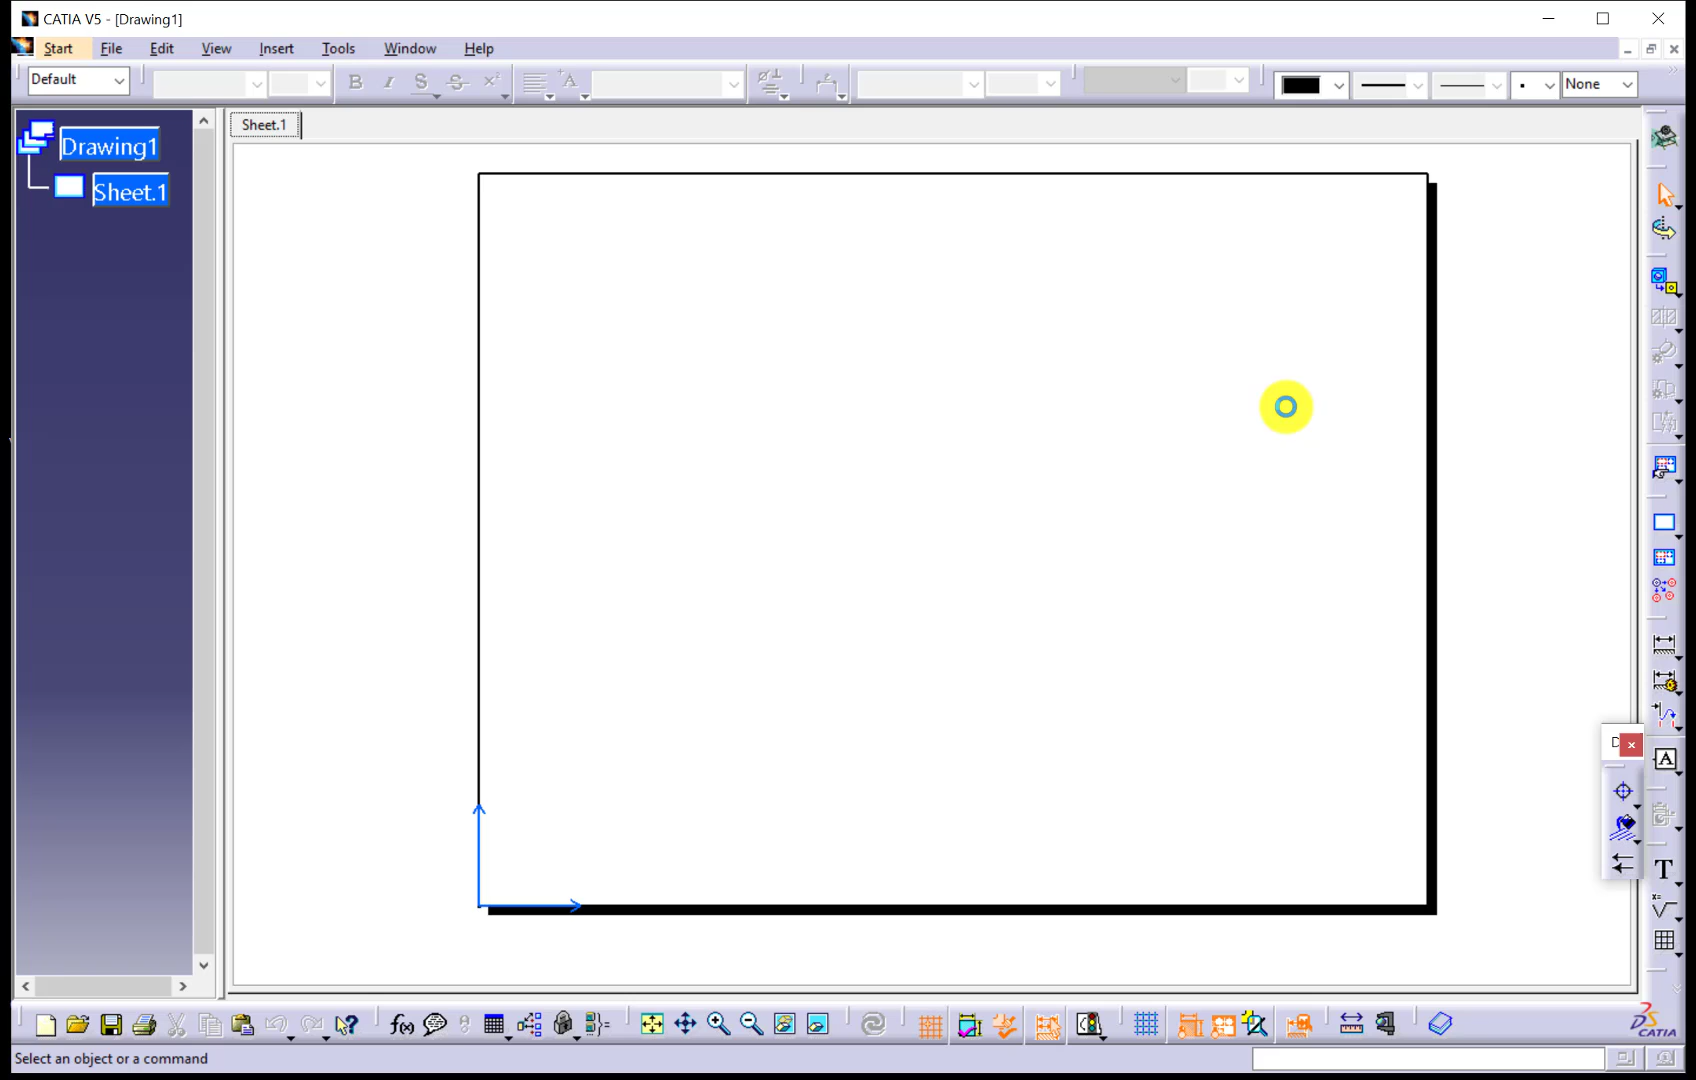 CATIA V5 - [Drawing1]
Start File Edit View Insert Tools Window Help
Default
B I S S x² A
None
Drawing1
Sheet.1
Sheet.1
D
A
T
f(x)
CATIA
Select an object or a command